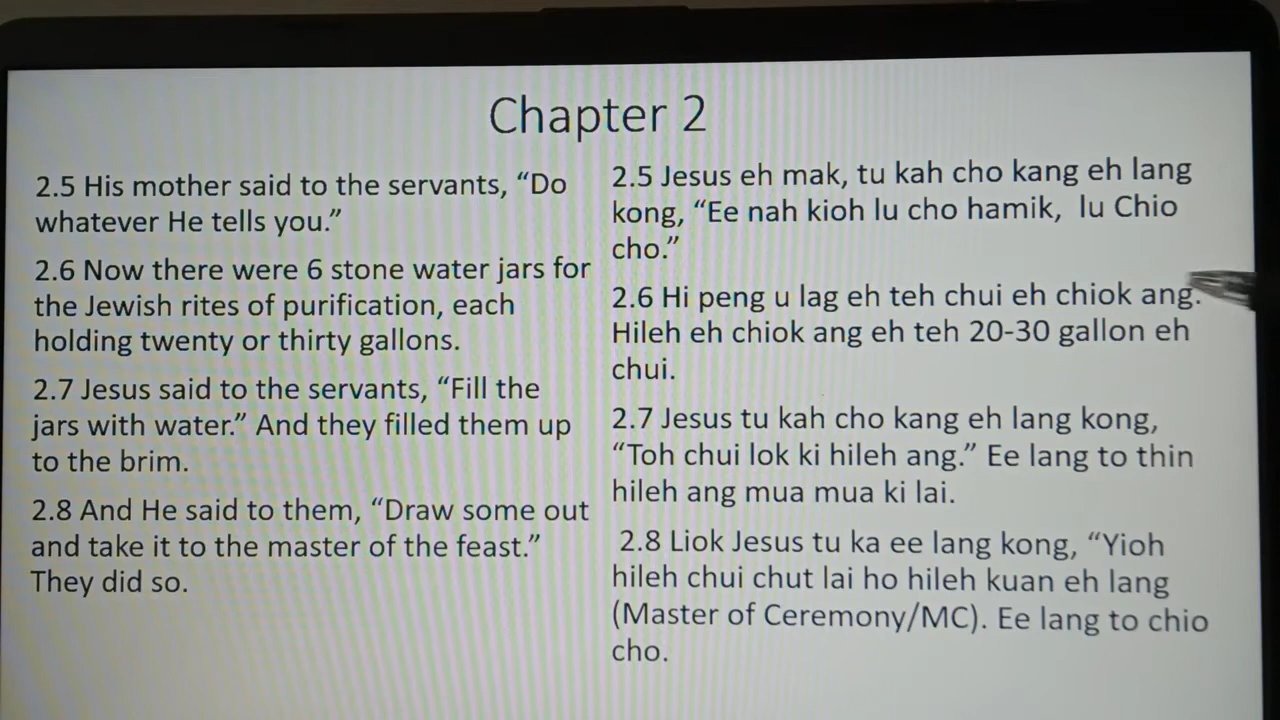 Chapter 2
2.5 His mother said to the servants, “Do
whatever He tells you.”
2.6 Now there were 6 stone water jars for
the Jewish rites of purification, each
holding twenty or thirty gallons.
2.7 Jesus said to the servants, “Fill the
jars with water.” And they filled them up
to the brim.
2.8 And He said to them, “Draw some out
and take it to the master of the feast.”
They did so.
2.5 Jesus eh mak, tu kah cho kang eh lang
kong, “Ee nah kioh lu cho hamik,  lu Chio
cho.”
2.6 Hi peng u lag eh teh chui eh chiok ang.
Hileh eh chiok ang eh teh 20-30 gallon eh
chui.
2.7 Jesus tu kah cho kang eh lang kong,
“Toh chui lok ki hileh ang.” Ee lang to thin
hileh ang mua mua ki lai.
2.8 Liok Jesus tu ka ee lang kong, “Yioh
hileh chui chut lai ho hileh kuan eh lang
(Master of Ceremony/MC). Ee lang to chio
cho.